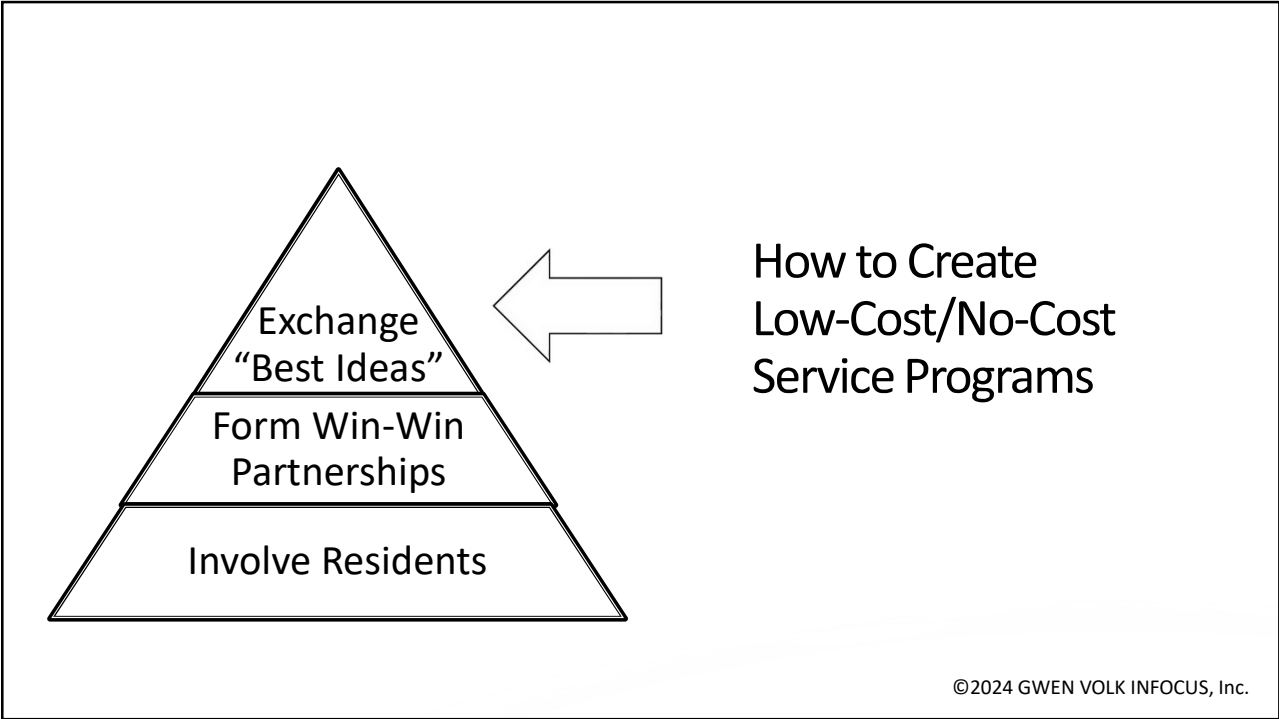 Exchange
“Best Ideas”
Form Win-Win
Partnerships
Involve Residents
How to Create
Low-Cost/No-Cost
Service Programs
©2024 GWEN VOLK INFOCUS, Inc.